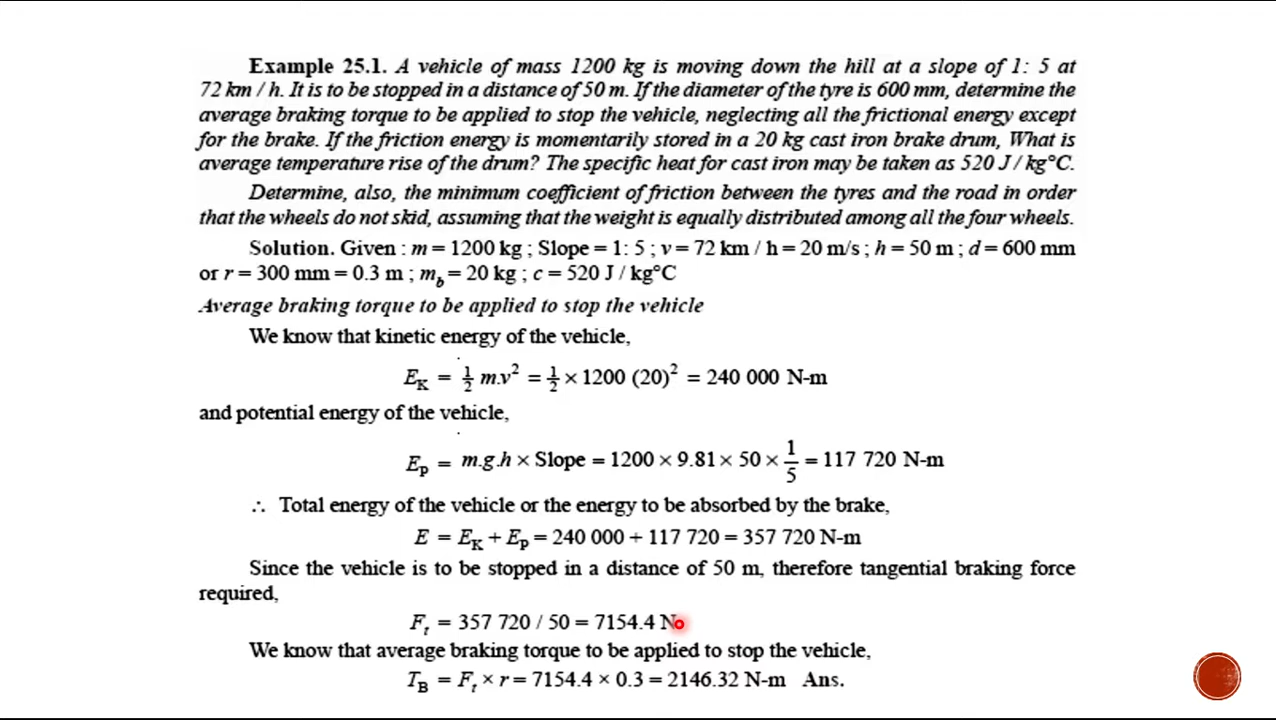 Example 25.1. A vehicle of mass 1200 kg is moving down the hill at a slope of 1: 5 at
72 km / h. It is to be stopped in a distance of 50 m. If the diameter of the tyre is 600 mm, determine the
average braking torque to be applied to stop the vehicle, neglecting all the frictional energy except
for the brake. If the friction energy is momentarily stored in a 20 kg cast iron brake drum, What is
average temperature rise of the drum? The specific heat for cast iron may be taken as 520 J / kg°C.
Determine, also, the minimum coefficient of friction between the tyres and the road in order
that the wheels do not skid, assuming that the weight is equally distributed among all the four wheels.
Solution. Given : m = 1200 kg ; Slope = 1: 5 ; v = 72 km / h = 20 m/s ; h = 50 m ; d = 600 mm
or r = 300 mm = 0.3 m ; m_b = 20 kg ; c = 520 J / kg°C
Average braking torque to be applied to stop the vehicle
We know that kinetic energy of the vehicle,
E_K = 1/2 m.v² = 1/2 × 1200 (20)² = 240 000 N-m
and potential energy of the vehicle,
E_p = m.g.h × Slope = 1200 × 9.81 × 50 × 1/5 = 117 720 N-m
∴ Total energy of the vehicle or the energy to be absorbed by the brake,
E = E_K + E_p = 240 000 + 117 720 = 357 720 N-m
Since the vehicle is to be stopped in a distance of 50 m, therefore tangential braking force
required,
F_t = 357 720 / 50 = 7154.4 N
We know that average braking torque to be applied to stop the vehicle,
T_B = F_t × r = 7154.4 × 0.3 = 2146.32 N-m Ans.